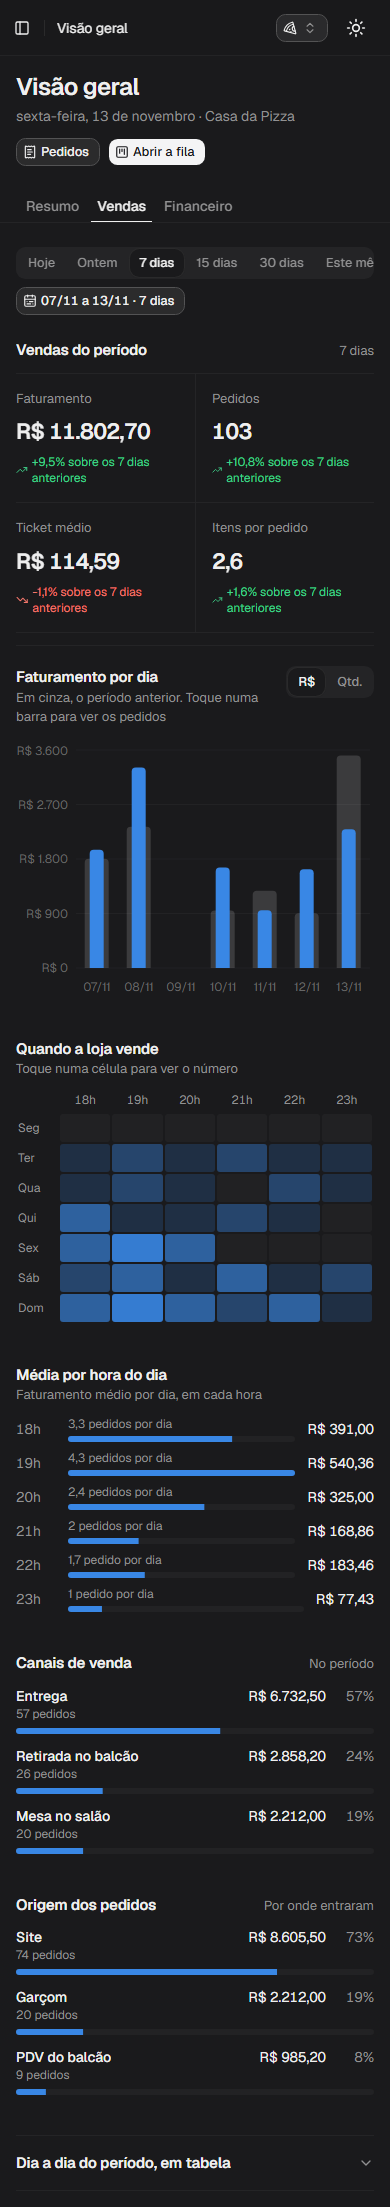 Visão geral
Visão geral
sexta-feira, 13 de novembro · Casa da Pizza
Pedidos
Abrir a fila
Resumo Vendas Financeiro
Hoje Ontem 7 dias 15 dias 30 dias Este mê
07/11 a 13/11 · 7 dias
Vendas do período 7 dias
Faturamento Pedidos
R$ 11.802,70 103
+9,5% sobre os 7 dias anteriores
+10,8% sobre os 7 dias anteriores
Ticket médio Itens por pedido
R$ 114,59 2,6
-1,1% sobre os 7 dias anteriores
+1,6% sobre os 7 dias anteriores
Faturamento por dia R$ Qtd.
Em cinza, o período anterior. Toque numa
barra para ver os pedidos
R$ 3.600
R$ 2.700
R$ 1.800
R$ 900
R$ 0
07/11 08/11 09/11 10/11 11/11 12/11 13/11
Quando a loja vende
Toque numa célula para ver o número
18h 19h 20h 21h 22h 23h
Seg
Ter
Qua
Qui
Sex
Sáb
Dom
Média por hora do dia
Faturamento médio por dia, em cada hora
18h 3,3 pedidos por dia R$ 391,00
19h 4,3 pedidos por dia R$ 540,36
20h 2,4 pedidos por dia R$ 325,00
21h 2 pedidos por dia R$ 168,86
22h 1,7 pedido por dia R$ 183,46
23h 1 pedido por dia R$ 77,43
Canais de venda No período
Entrega R$ 6.732,50 57%
57 pedidos
Retirada no balcão R$ 2.858,20 24%
26 pedidos
Mesa no salão R$ 2.212,00 19%
20 pedidos
Origem dos pedidos Por onde entraram
Site R$ 8.605,50 73%
74 pedidos
Garçom R$ 2.212,00 19%
20 pedidos
PDV do balcão R$ 985,20 8%
9 pedidos
Dia a dia do período, em tabela